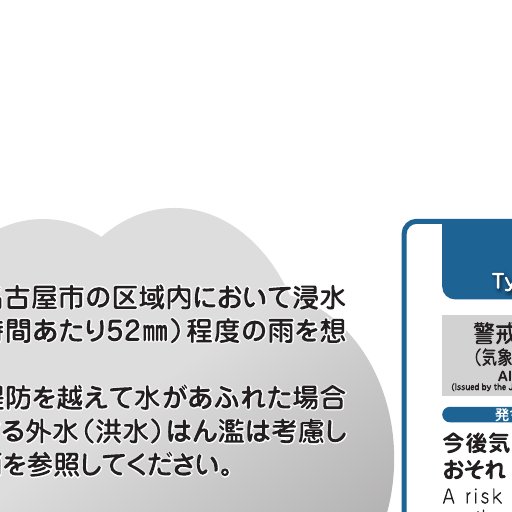 古屋市の区域内において浸水
間あたり52㎜）程度の雨を想
防を越えて水があふれた場合
る外水（洪水）はん濫は考慮し
を参照してください。
Ty
警戒
（気象
Al
(Issued by the J
発
今後気
おそれ
A risk